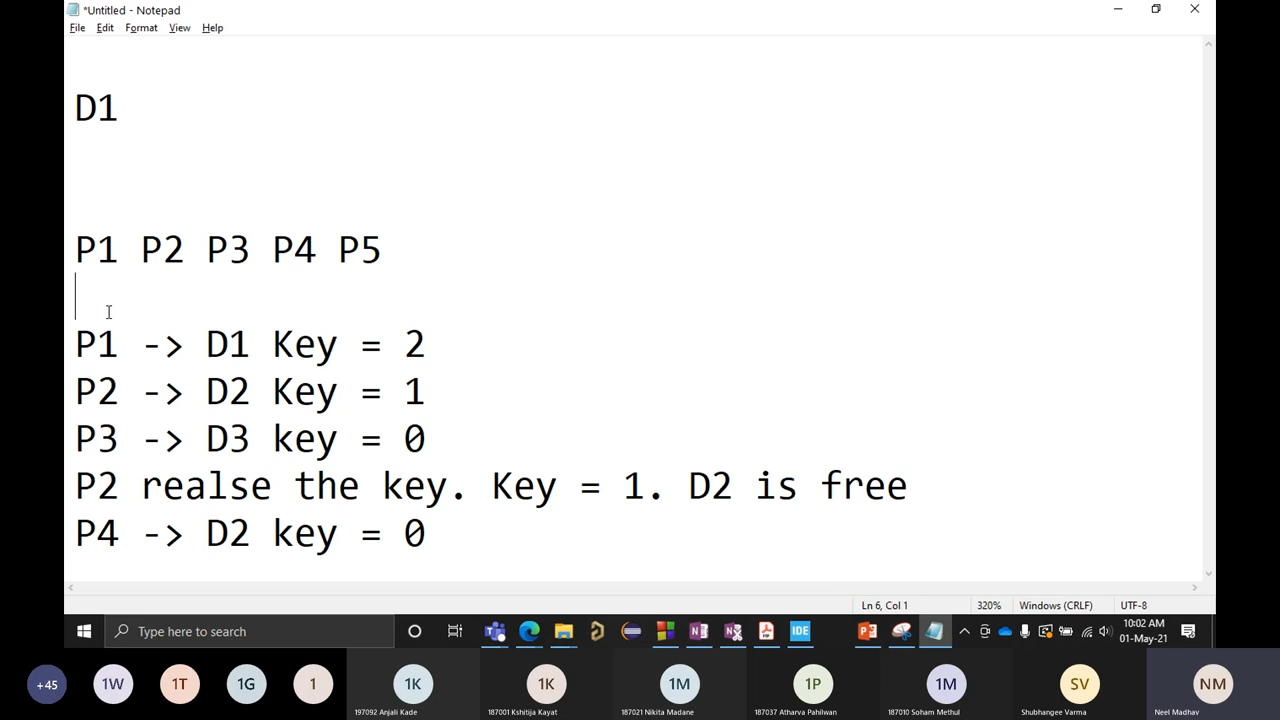 *Untitled - Notepad
File Edit Format View Help
D1
P1 P2 P3 P4 P5
P1 -> D1 Key = 2
P2 -> D2 Key = 1
P3 -> D3 key = 0
P2 realse the key. Key = 1. D2 is free
P4 -> D2 key = 0
Ln 6, Col 1 320% Windows (CRLF) UTF-8
Type here to search
IDE
10:02 AM
01-May-21
+45 1W 1T 1G 1 1K 1K 1M 1P 1M SV NM
197092 Anjali Kade 187001 Kshitija Kayat 187021 Nikita Madane 187037 Atharva Pahilwan 187010 Soham Methul Shubhangee Varma Neel Madhav